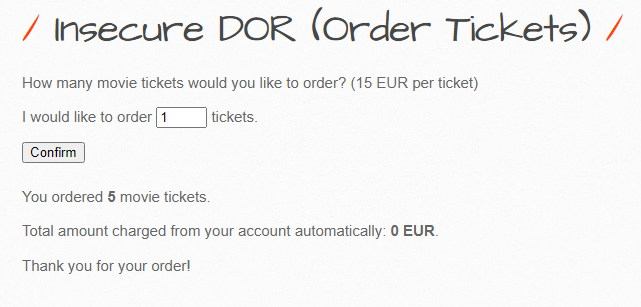 / Insecure DOR (Order Tickets) /
How many movie tickets would you like to order? (15 EUR per ticket)
I would like to order 1 tickets.
Confirm
You ordered 5 movie tickets.
Total amount charged from your account automatically: 0 EUR.
Thank you for your order!